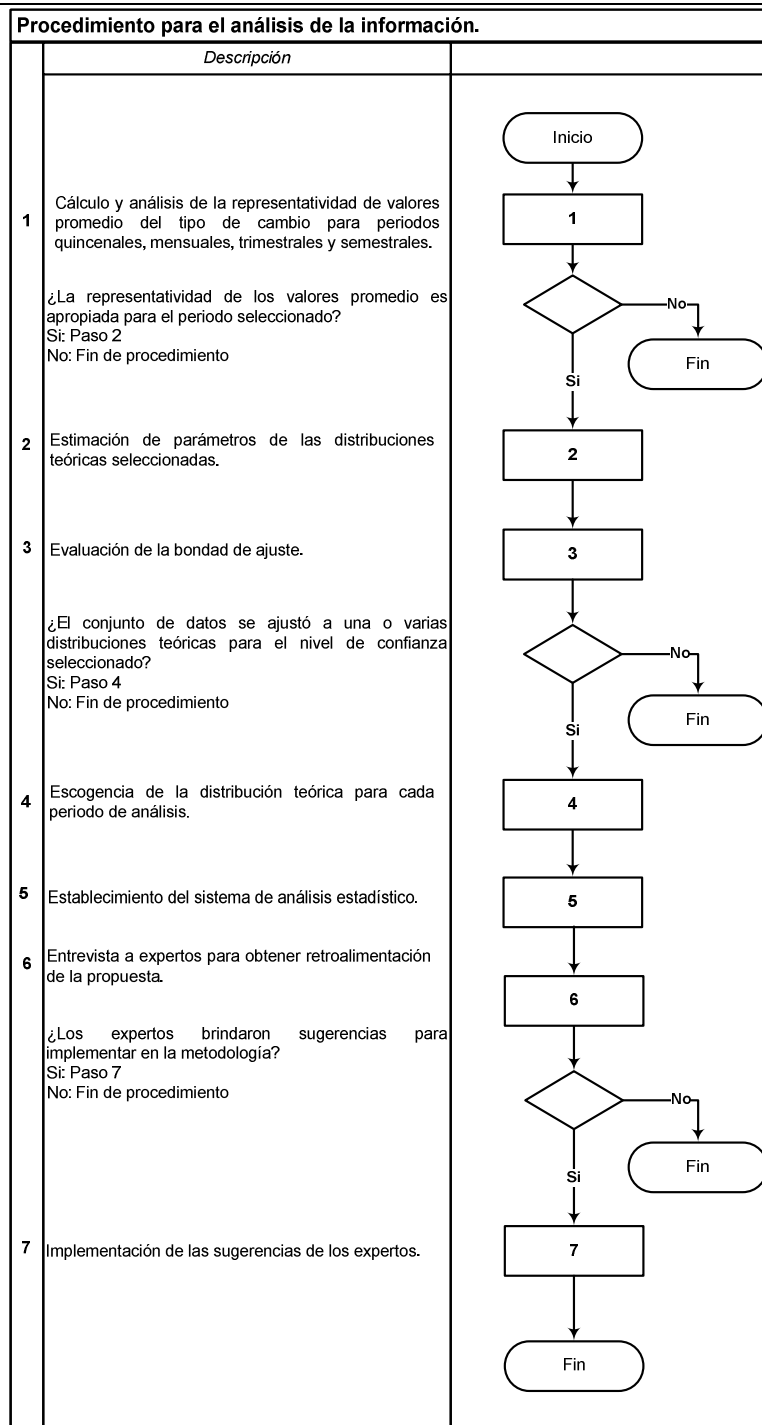 Procedimiento para el análisis de la información.
Descripción
Inicio
1
Cálculo y análisis de la representatividad de valores
promedio del tipo de cambio para periodos
quincenales, mensuales, trimestrales y semestrales.
1
¿La representatividad de los valores promedio es
apropiada para el periodo seleccionado?
Si: Paso 2
No: Fin de procedimiento
No
Fin
Si
2
Estimación de parámetros de las distribuciones
teóricas seleccionadas.
2
3
Evaluación de la bondad de ajuste.
3
¿El conjunto de datos se ajustó a una o varias
distribuciones teóricas para el nivel de confianza
seleccionado?
Si: Paso 4
No: Fin de procedimiento
No
Fin
Si
4
Escogencia de la distribución teórica para cada
periodo de análisis.
4
5
Establecimiento del sistema de análisis estadístico.
5
6
Entrevista a expertos para obtener retroalimentación
de la propuesta.
6
¿Los expertos brindaron sugerencias para
implementar en la metodología?
Si: Paso 7
No: Fin de procedimiento
No
Fin
Si
7
Implementación de las sugerencias de los expertos.
7
Fin